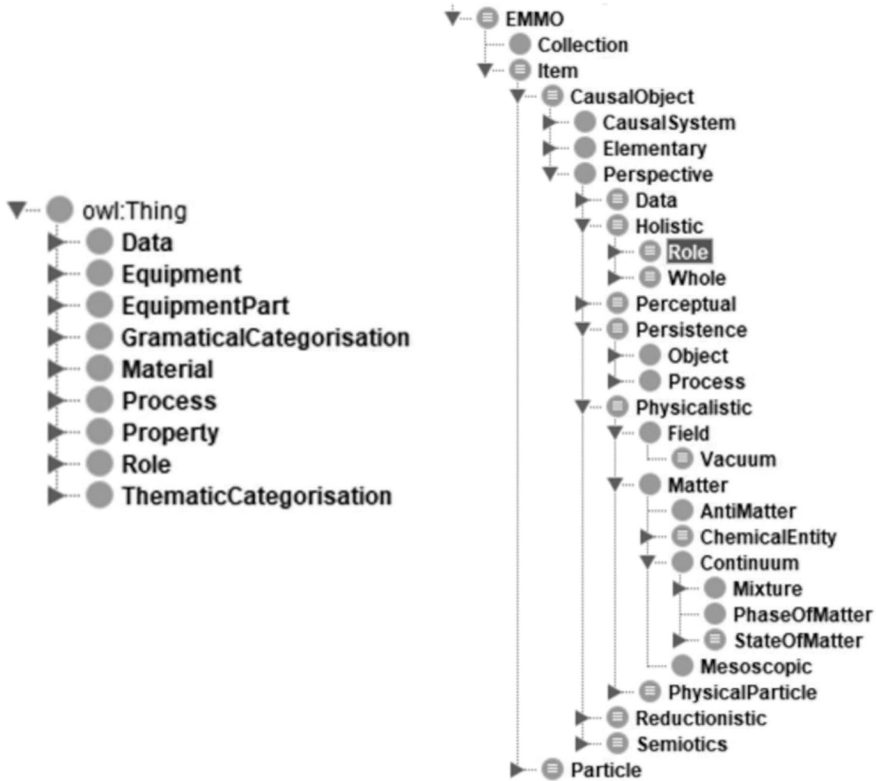 owl:Thing
Data
Equipment
EquipmentPart
GramaticalCategorisation
Material
Process
Property
Role
ThematicCategorisation
EMMO
Collection
Item
CausalObject
CausalSystem
Elementary
Perspective
Data
Holistic
Role
Whole
Perceptual
Persistence
Object
Process
Physicalistic
Field
Vacuum
Matter
AntiMatter
ChemicalEntity
Continuum
Mixture
PhaseOfMatter
StateOfMatter
Mesoscopic
PhysicalParticle
Reductionistic
Semiotics
Particle